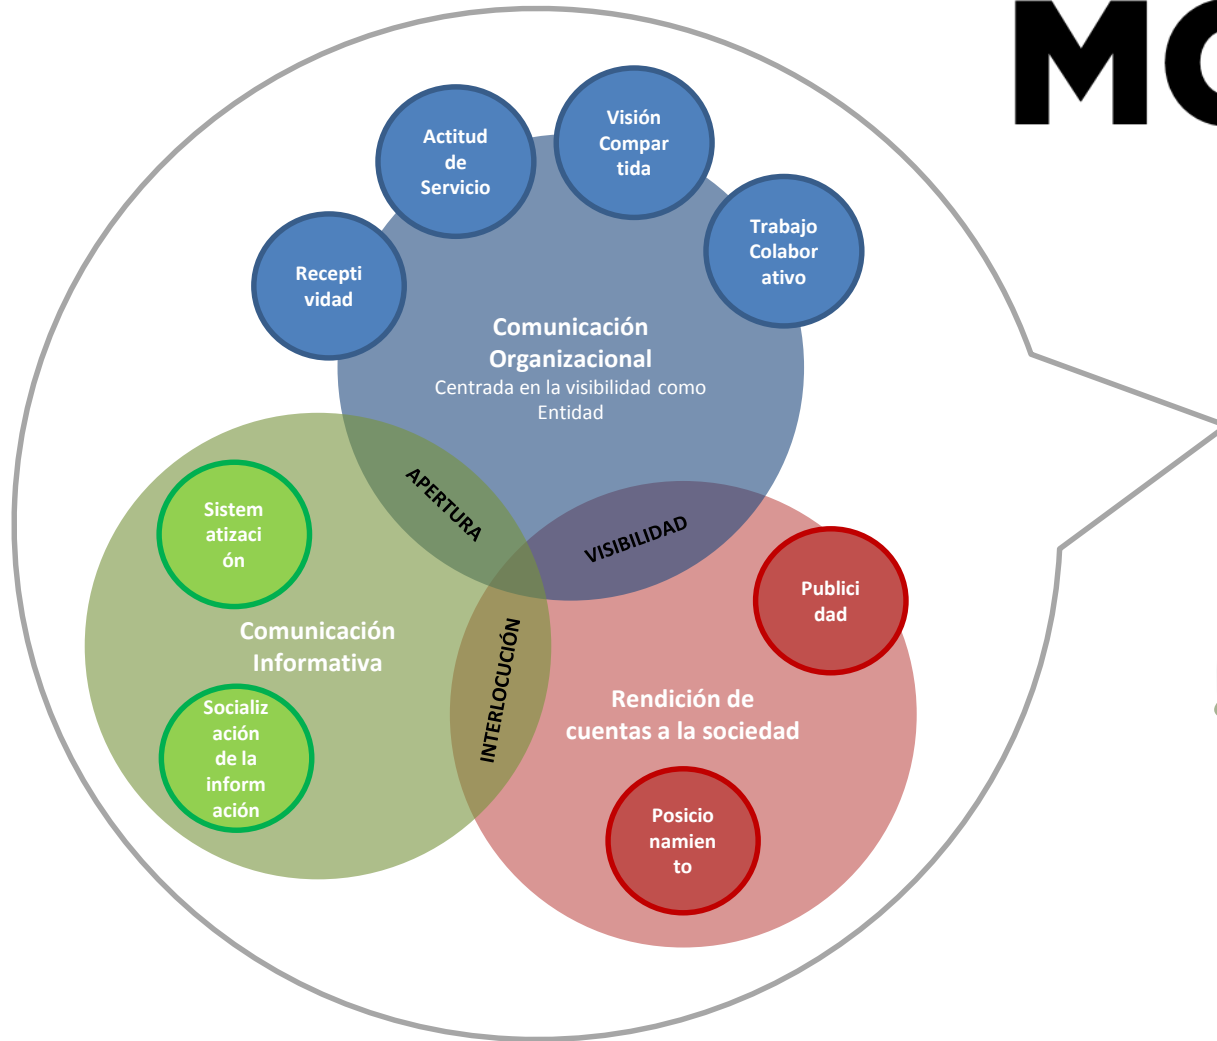 MO
Visión
Compar
tida
Actitud
de
Servicio
Trabajo
Colabor
ativo
Recepti
vidad
Comunicación
Organizacional
Centrada en la visibilidad como
Entidad
APERTURA
VISIBILIDAD
Sistem
atizaci
ón
Publici
dad
Comunicación
Informativa
INTERLOCUCIÓN
Rendición de
cuentas a la sociedad
Socializ
ación
de la
inform
ación
Posicio
namien
to